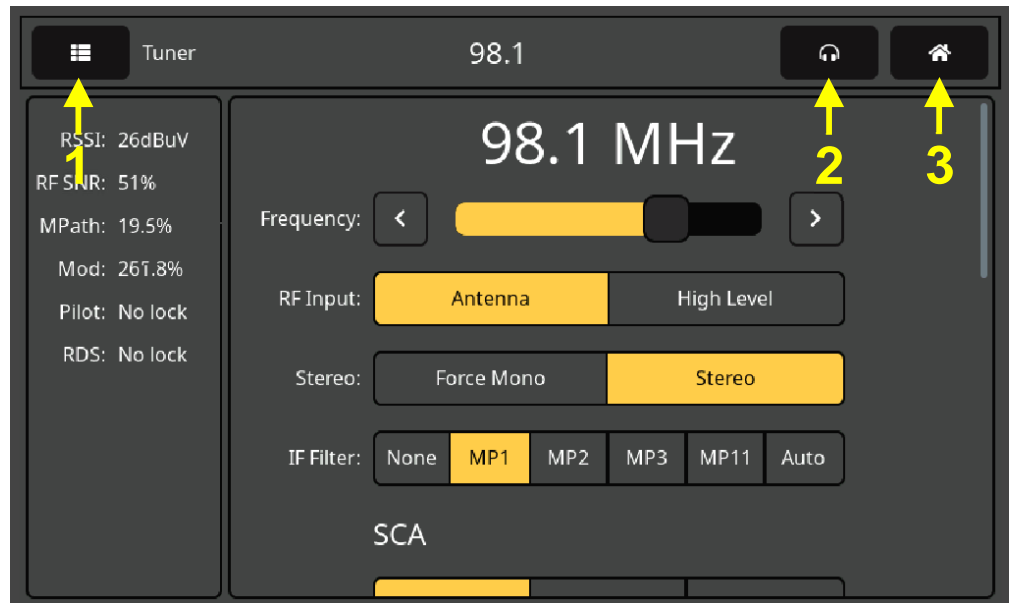 Tuner 98.1
1 2 3
RSSI: 26dBuV
RF SNR: 51%
MPath: 19.5%
Mod: 261.8%
Pilot: No lock
RDS: No lock
98.1 MHz
Frequency: < >
RF Input: Antenna High Level
Stereo: Force Mono Stereo
IF Filter: None MP1 MP2 MP3 MP11 Auto
SCA